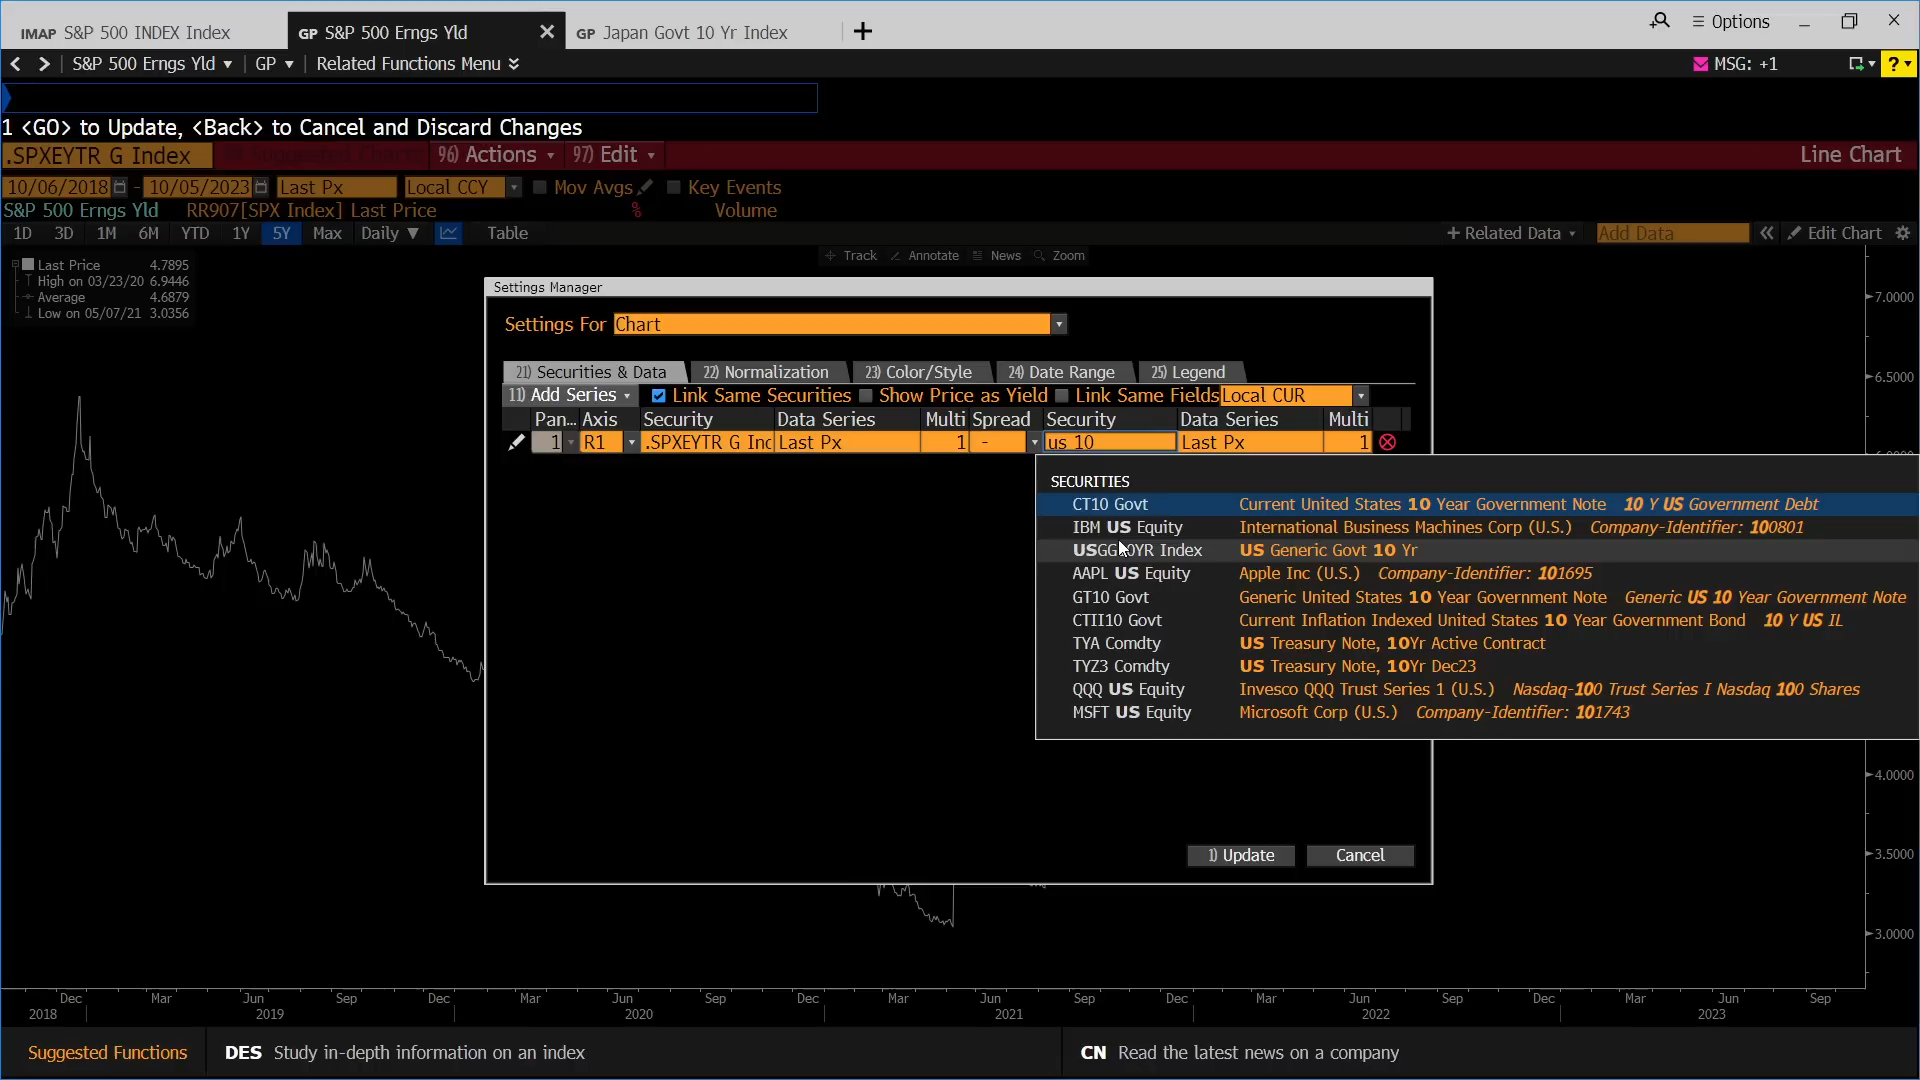 IMAP S&P 500 INDEX Index
GP S&P 500 Erngs Yld
GP Japan Govt 10 Yr Index
Options
S&P 500 Erngs Yld
GP
Related Functions Menu
MSG: +1
?
1 <GO> to Update, <Back> to Cancel and Discard Changes
.SPXEYTR G Index
96) Actions
97) Edit
Line Chart
10/06/2018 - 10/05/2023
Last Px
Local CCY
Mov Avgs
Key Events
S&P 500 Erngs Yld
RR907[SPX Index] Last Price
%
Volume
1D 3D 1M 6M YTD 1Y 5Y Max Daily
Table
+ Related Data
Add Data
Edit Chart
Track
Annotate
News
Zoom
Last Price 4.7895
High on 03/23/20 6.9446
Average 4.6879
Low on 05/07/21 3.0356
Settings Manager
Settings For Chart
21) Securities & Data
22) Normalization
23) Color/Style
24) Date Range
25) Legend
11) Add Series
Link Same Securities
Show Price as Yield
Link Same Fields
Local CUR
Pan... Axis Security Data Series Multi Spread Security Data Series Multi
1 R1 .SPXEYTR G Inc Last Px 1 - us 10 Last Px 1
SECURITIES
CT10 Govt Current United States 10 Year Government Note 10 Y US Government Debt
IBM US Equity International Business Machines Corp (U.S.) Company-Identifier: 100801
USGG10YR Index US Generic Govt 10 Yr
AAPL US Equity Apple Inc (U.S.) Company-Identifier: 101695
GT10 Govt Generic United States 10 Year Government Note Generic US 10 Year Government Note
CTII10 Govt Current Inflation Indexed United States 10 Year Government Bond 10 Y US IL
TYA Comdty US Treasury Note, 10Yr Active Contract
TYZ3 Comdty US Treasury Note, 10Yr Dec23
QQQ US Equity Invesco QQQ Trust Series 1 (U.S.) Nasdaq-100 Trust Series I Nasdaq 100 Shares
MSFT US Equity Microsoft Corp (U.S.) Company-Identifier: 101743
1) Update
Cancel
7.0000
6.5000
4.0000
3.5000
3.0000
Dec Mar Jun Sep Dec Mar Jun Sep Dec Mar Jun Sep Dec Mar Jun Sep Dec Mar Jun Sep
2018 2019 2020 2021 2022 2023
Suggested Functions
DES Study in-depth information on an index
CN Read the latest news on a company